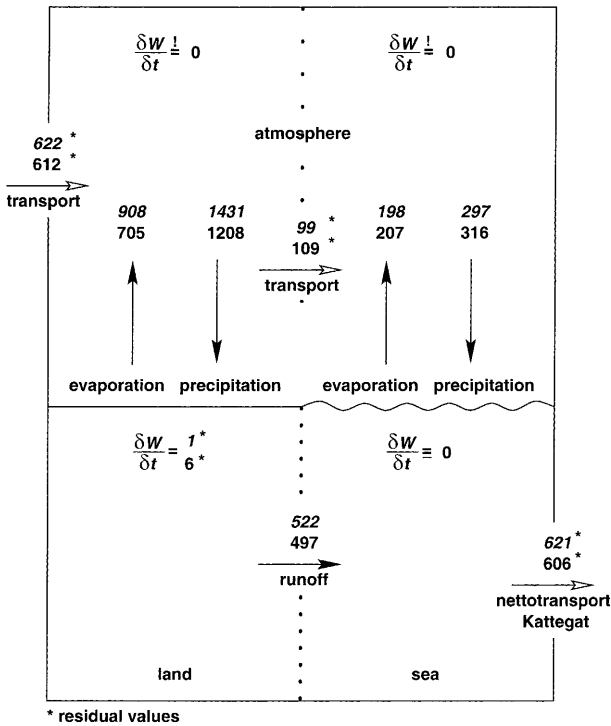 δW/δt =! 0
δW/δt =! 0
atmosphere
622 *
612 *
transport
908
705
1431
1208
99 *
109 *
transport
198
207
297
316
evaporation
precipitation
evaporation
precipitation
δW/δt = 1 *
6 *
δW/δt ≡ 0
522
497
runoff
621 *
606 *
nettotransport
Kattegat
land
sea
* residual values